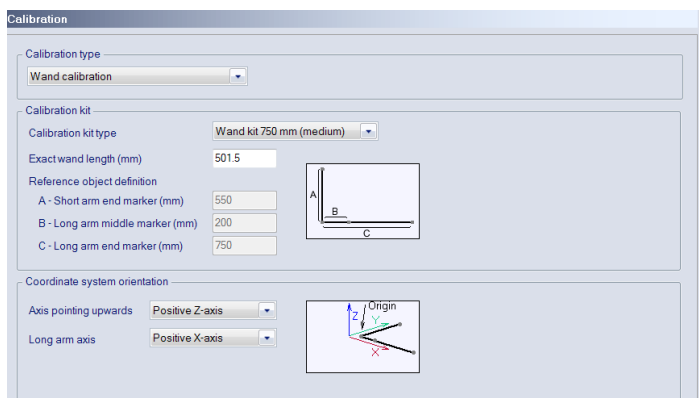 Calibration
Calibration type
Wand calibration
Calibration kit
Calibration kit type Wand kit 750 mm (medium)
Exact wand length (mm) 501.5
Reference object definition
A - Short arm end marker (mm) 550
B - Long arm middle marker (mm) 200
C - Long arm end marker (mm) 750
A
B
C
Coordinate system orientation
Axis pointing upwards Positive Z-axis
Long arm axis Positive X-axis
Origin
Z
Y
X